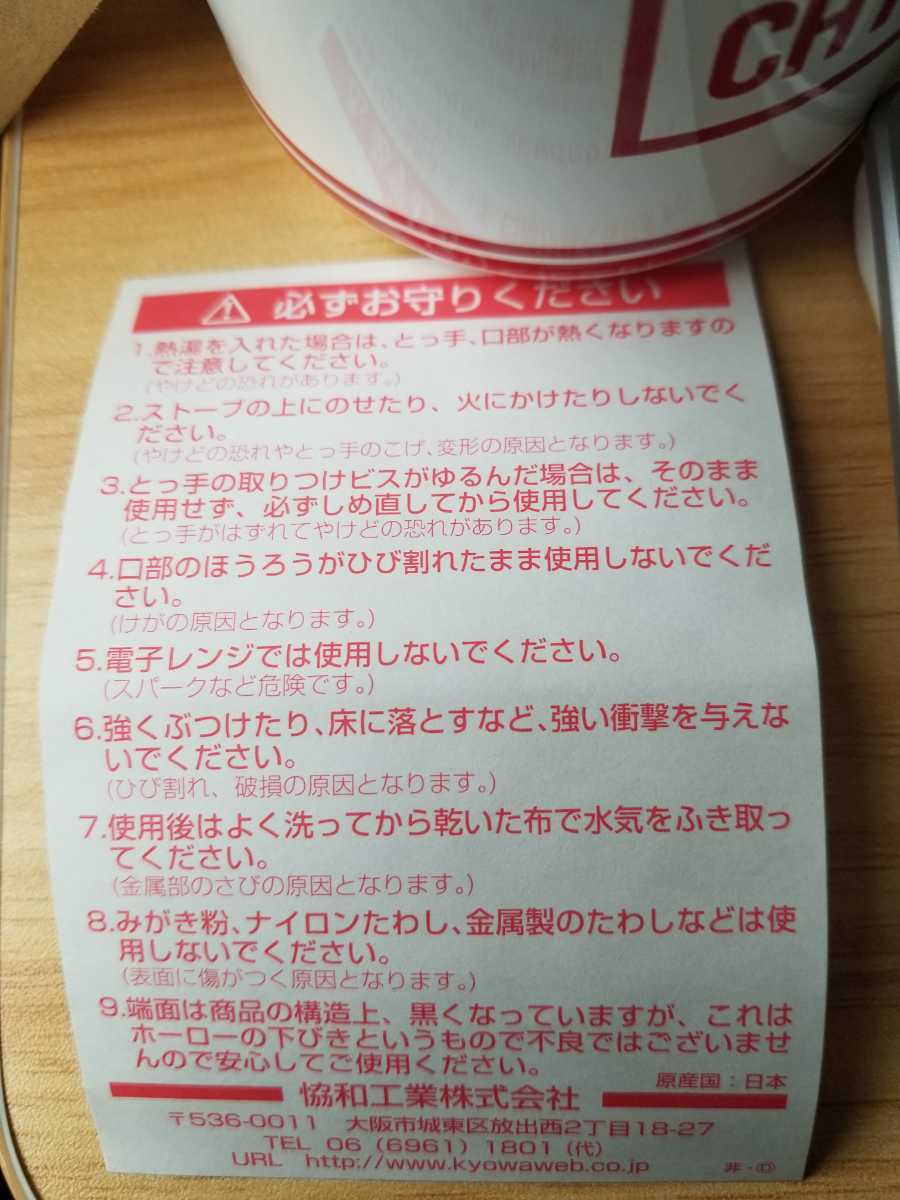 CH
⚠ 必ずお守りください
1.熱湯を入れた場合は、とっ手、口部が熱くなりますの
で注意してください。
(やけどの恐れがあります。)
2.ストーブの上にのせたり、火にかけたりしないでく
ださい。
(やけどの恐れやとっ手のこげ、変形の原因となります。)
3.とっ手の取りつけビスがゆるんだ場合は、そのまま
使用せず、必ずしめ直してから使用してください。
(とっ手がはずれてやけどの恐れがあります。)
4.口部のほうろうがひび割れたまま使用しないでくだ
さい。
(けがの原因となります。)
5.電子レンジでは使用しないでください。
(スパークなど危険です。)
6.強くぶつけたり、床に落とすなど、強い衝撃を与えな
いでください。
(ひび割れ、破損の原因となります。)
7.使用後はよく洗ってから乾いた布で水気をふき取っ
てください。
(金属部のさびの原因となります。)
8.みがき粉、ナイロンたわし、金属製のたわしなどは使
用しないでください。
(表面に傷がつく原因となります。)
9.端面は商品の構造上、黒くなっていますが、これは
ホーローの下びきというもので不良ではございませ
んので安心してご使用ください。
原産国:日本
協和工業株式会社
〒536-0011 大阪市城東区放出西2丁目18-27
TEL 06 (6961) 1801 (代)
URL http://www.kyowaweb.co.jp 非-Ⓓ